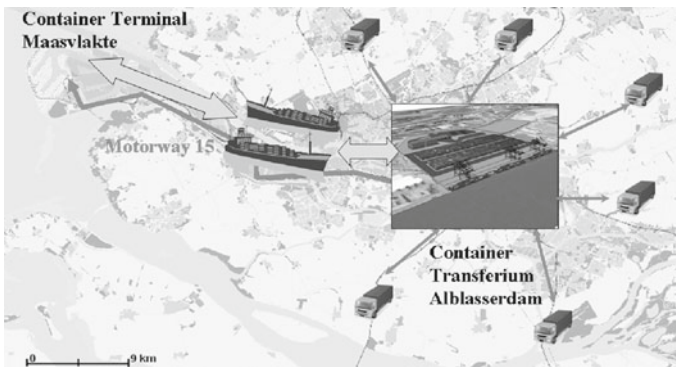 Container Terminal
Maasvlakte
Motorway 15
Container
Transferium
Alblasserdam
0 9 km